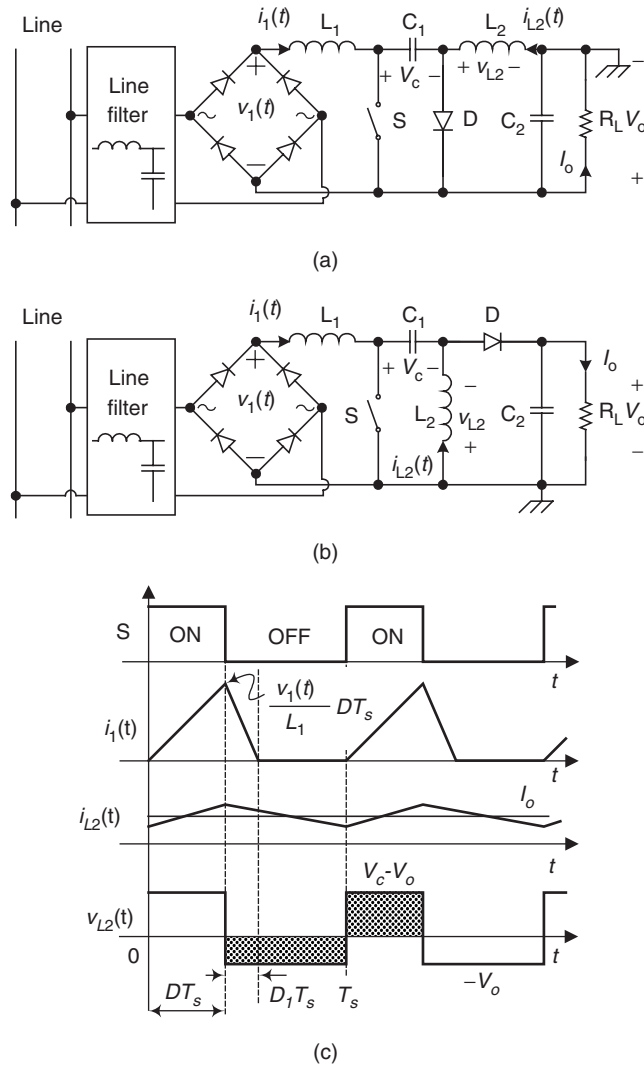 Line
i1(t)
L1
C1
L2
iL2(t)
Line
filter
+
v1(t)
~
~
−
S
+ Vc −
+ vL2 −
D
C2
RL
Vo
Io
−
+
(a)
Line
i1(t)
L1
C1
D
Line
filter
+
v1(t)
~
~
−
S
+ Vc −
L2
−
vL2
+
iL2(t)
C2
Io
RL
Vo
+
−
(b)
S
ON
OFF
ON
t
v1(t)
L1
DTs
i1(t)
t
iL2(t)
Io
t
Vc-Vo
vL2(t)
0
t
DTs
D1Ts
Ts
−Vo
(c)